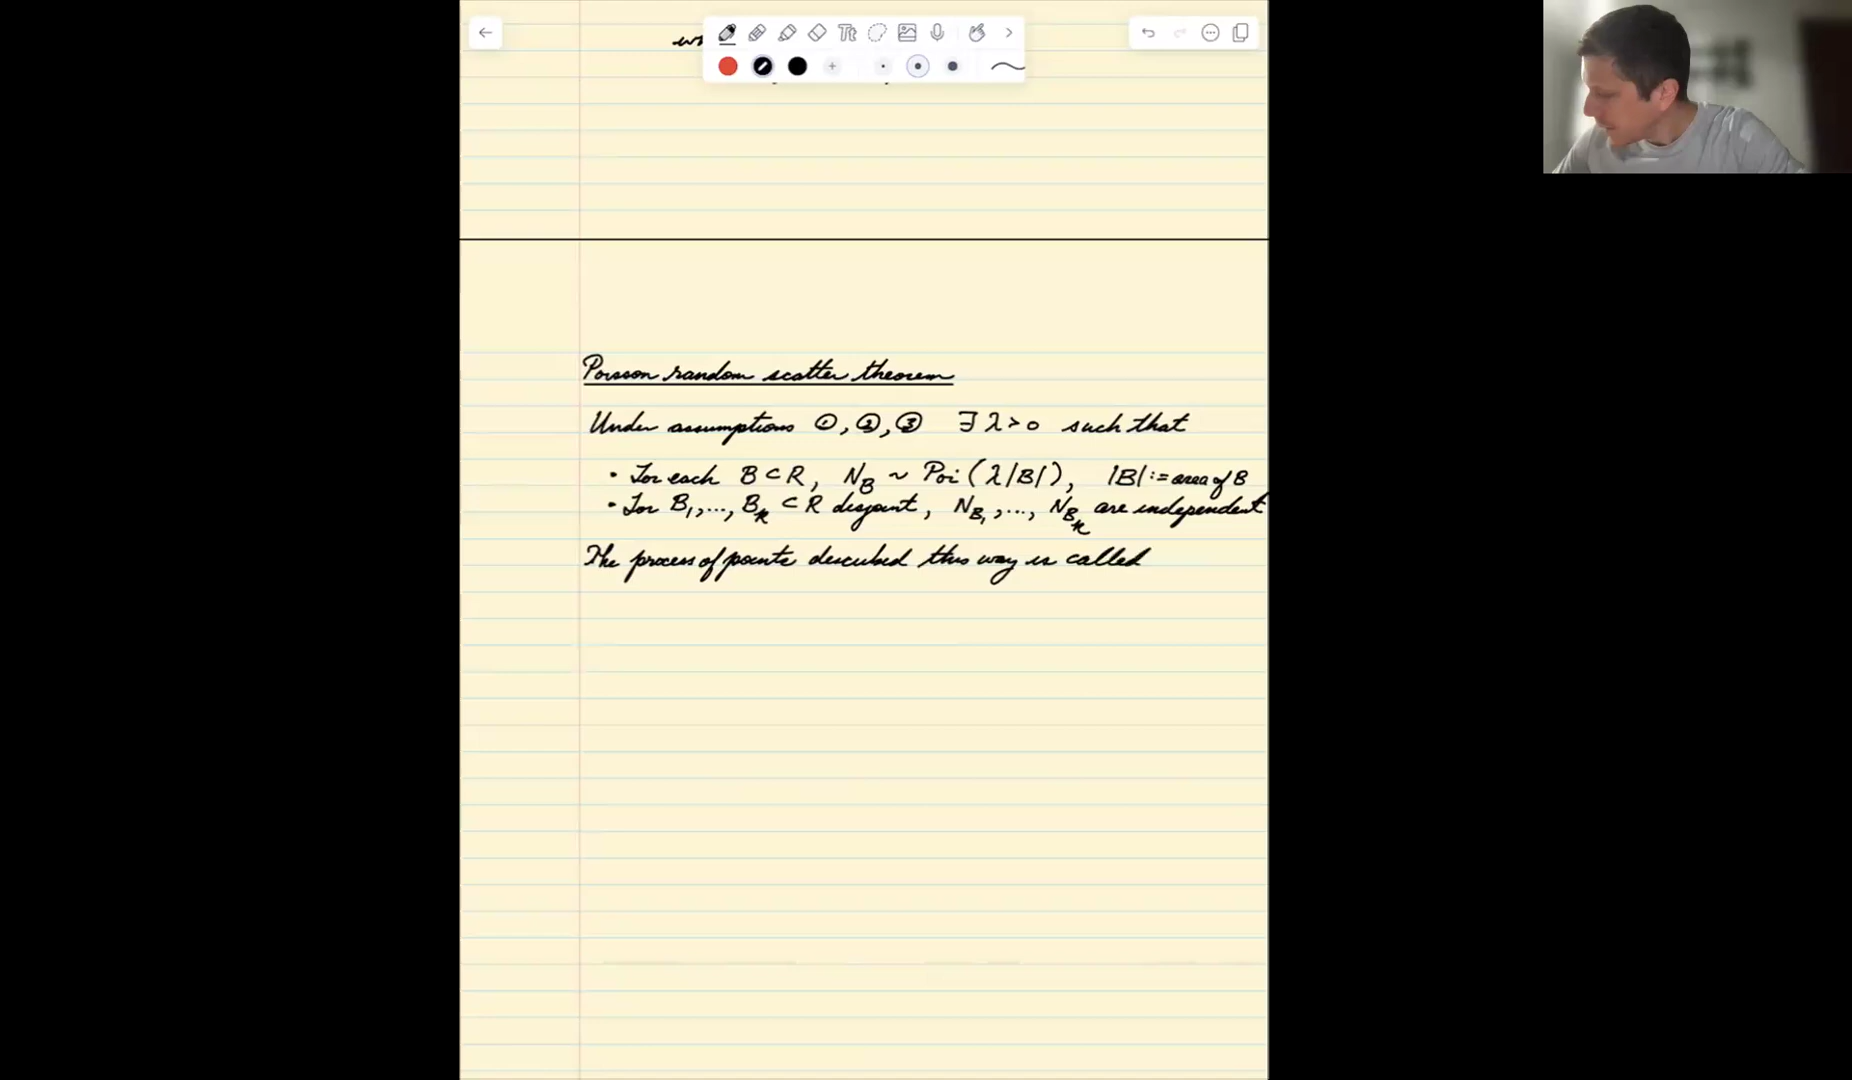 Tt
Poisson random scatter theorem
Under assumptions ①, ②, ③ ∃ λ > 0 such that
• For each B ⊂ R, N_B ~ Poi(λ|B|), |B| := area of B
• For B_1, ..., B_k ⊂ R disjoint, N_{B_1}, ..., N_{B_k} are independent
The process of points described this way is called